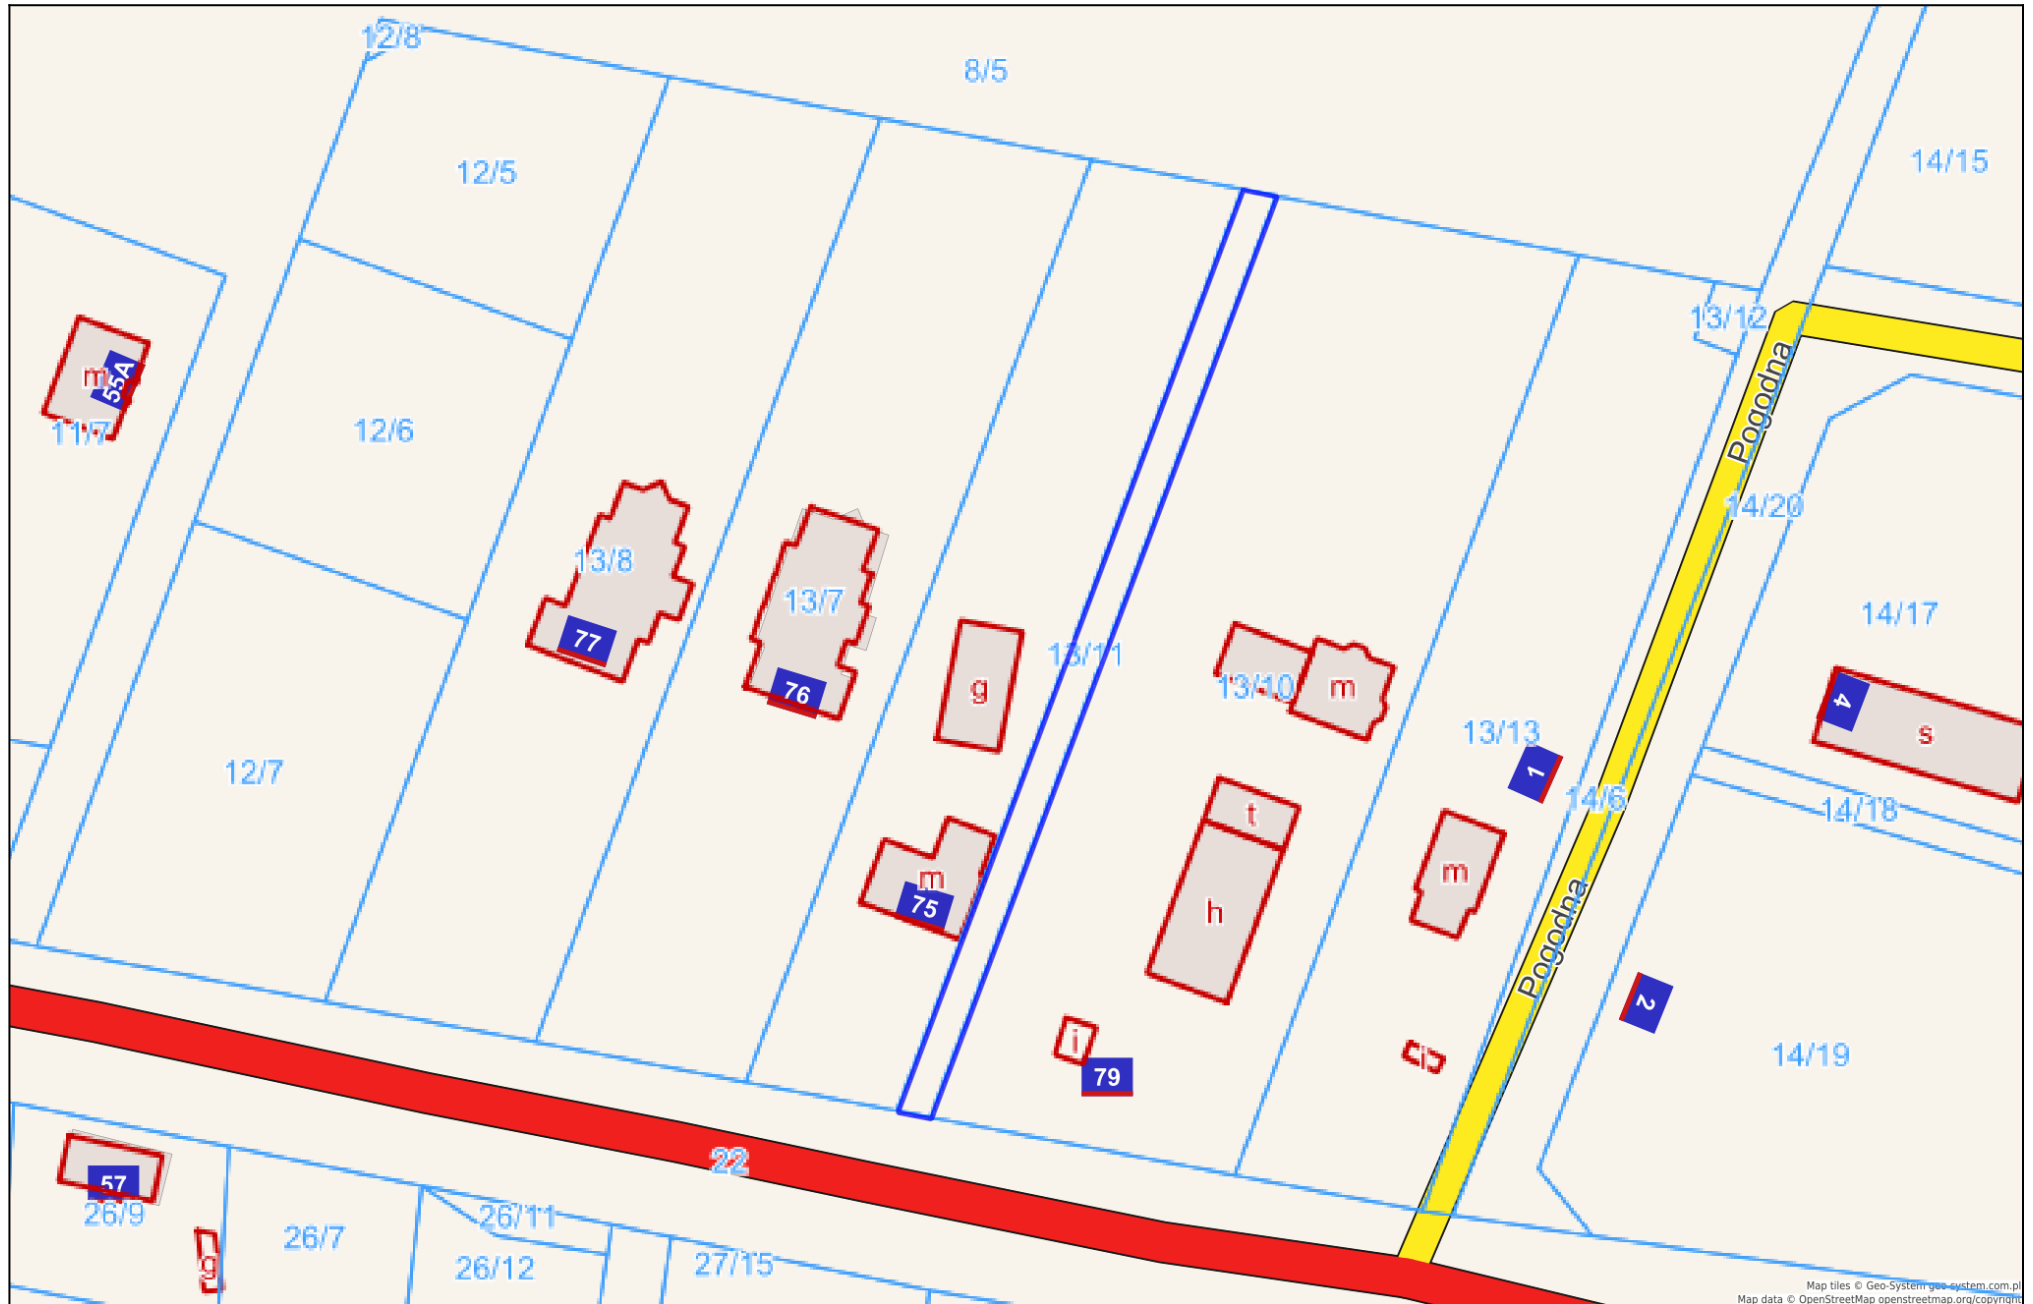 12/8
8/5
14/15
12/5
13/12
m
55A
11/7
12/6
Pogodna
14/20
13/8
13/7
14/17
77
76
g
13/11
13/10
m
13/13
4
s
1
14/6
14/18
12/7
t
m
75
h
m
Pogodna
2
i
79
i
14/19
22
57
26/9
g
26/7
26/11
26/12
27/15
Map tiles © Geo-System geo-system.com.pl
Map data © OpenStreetMap openstreetmap.org/copyright